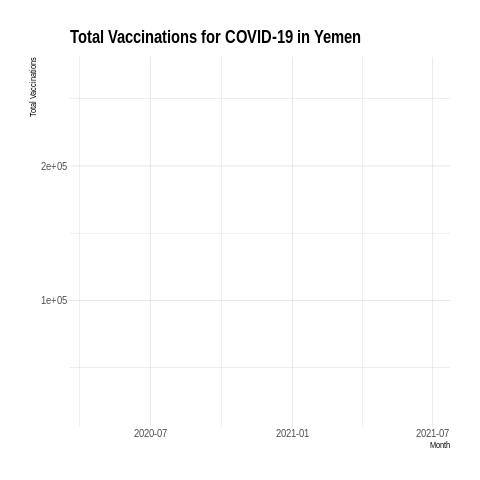 Total Vaccinations for COVID-19 in Yemen
Total Vaccinations
2e+05
1e+05
2020-07
2021-01
2021-07
Month